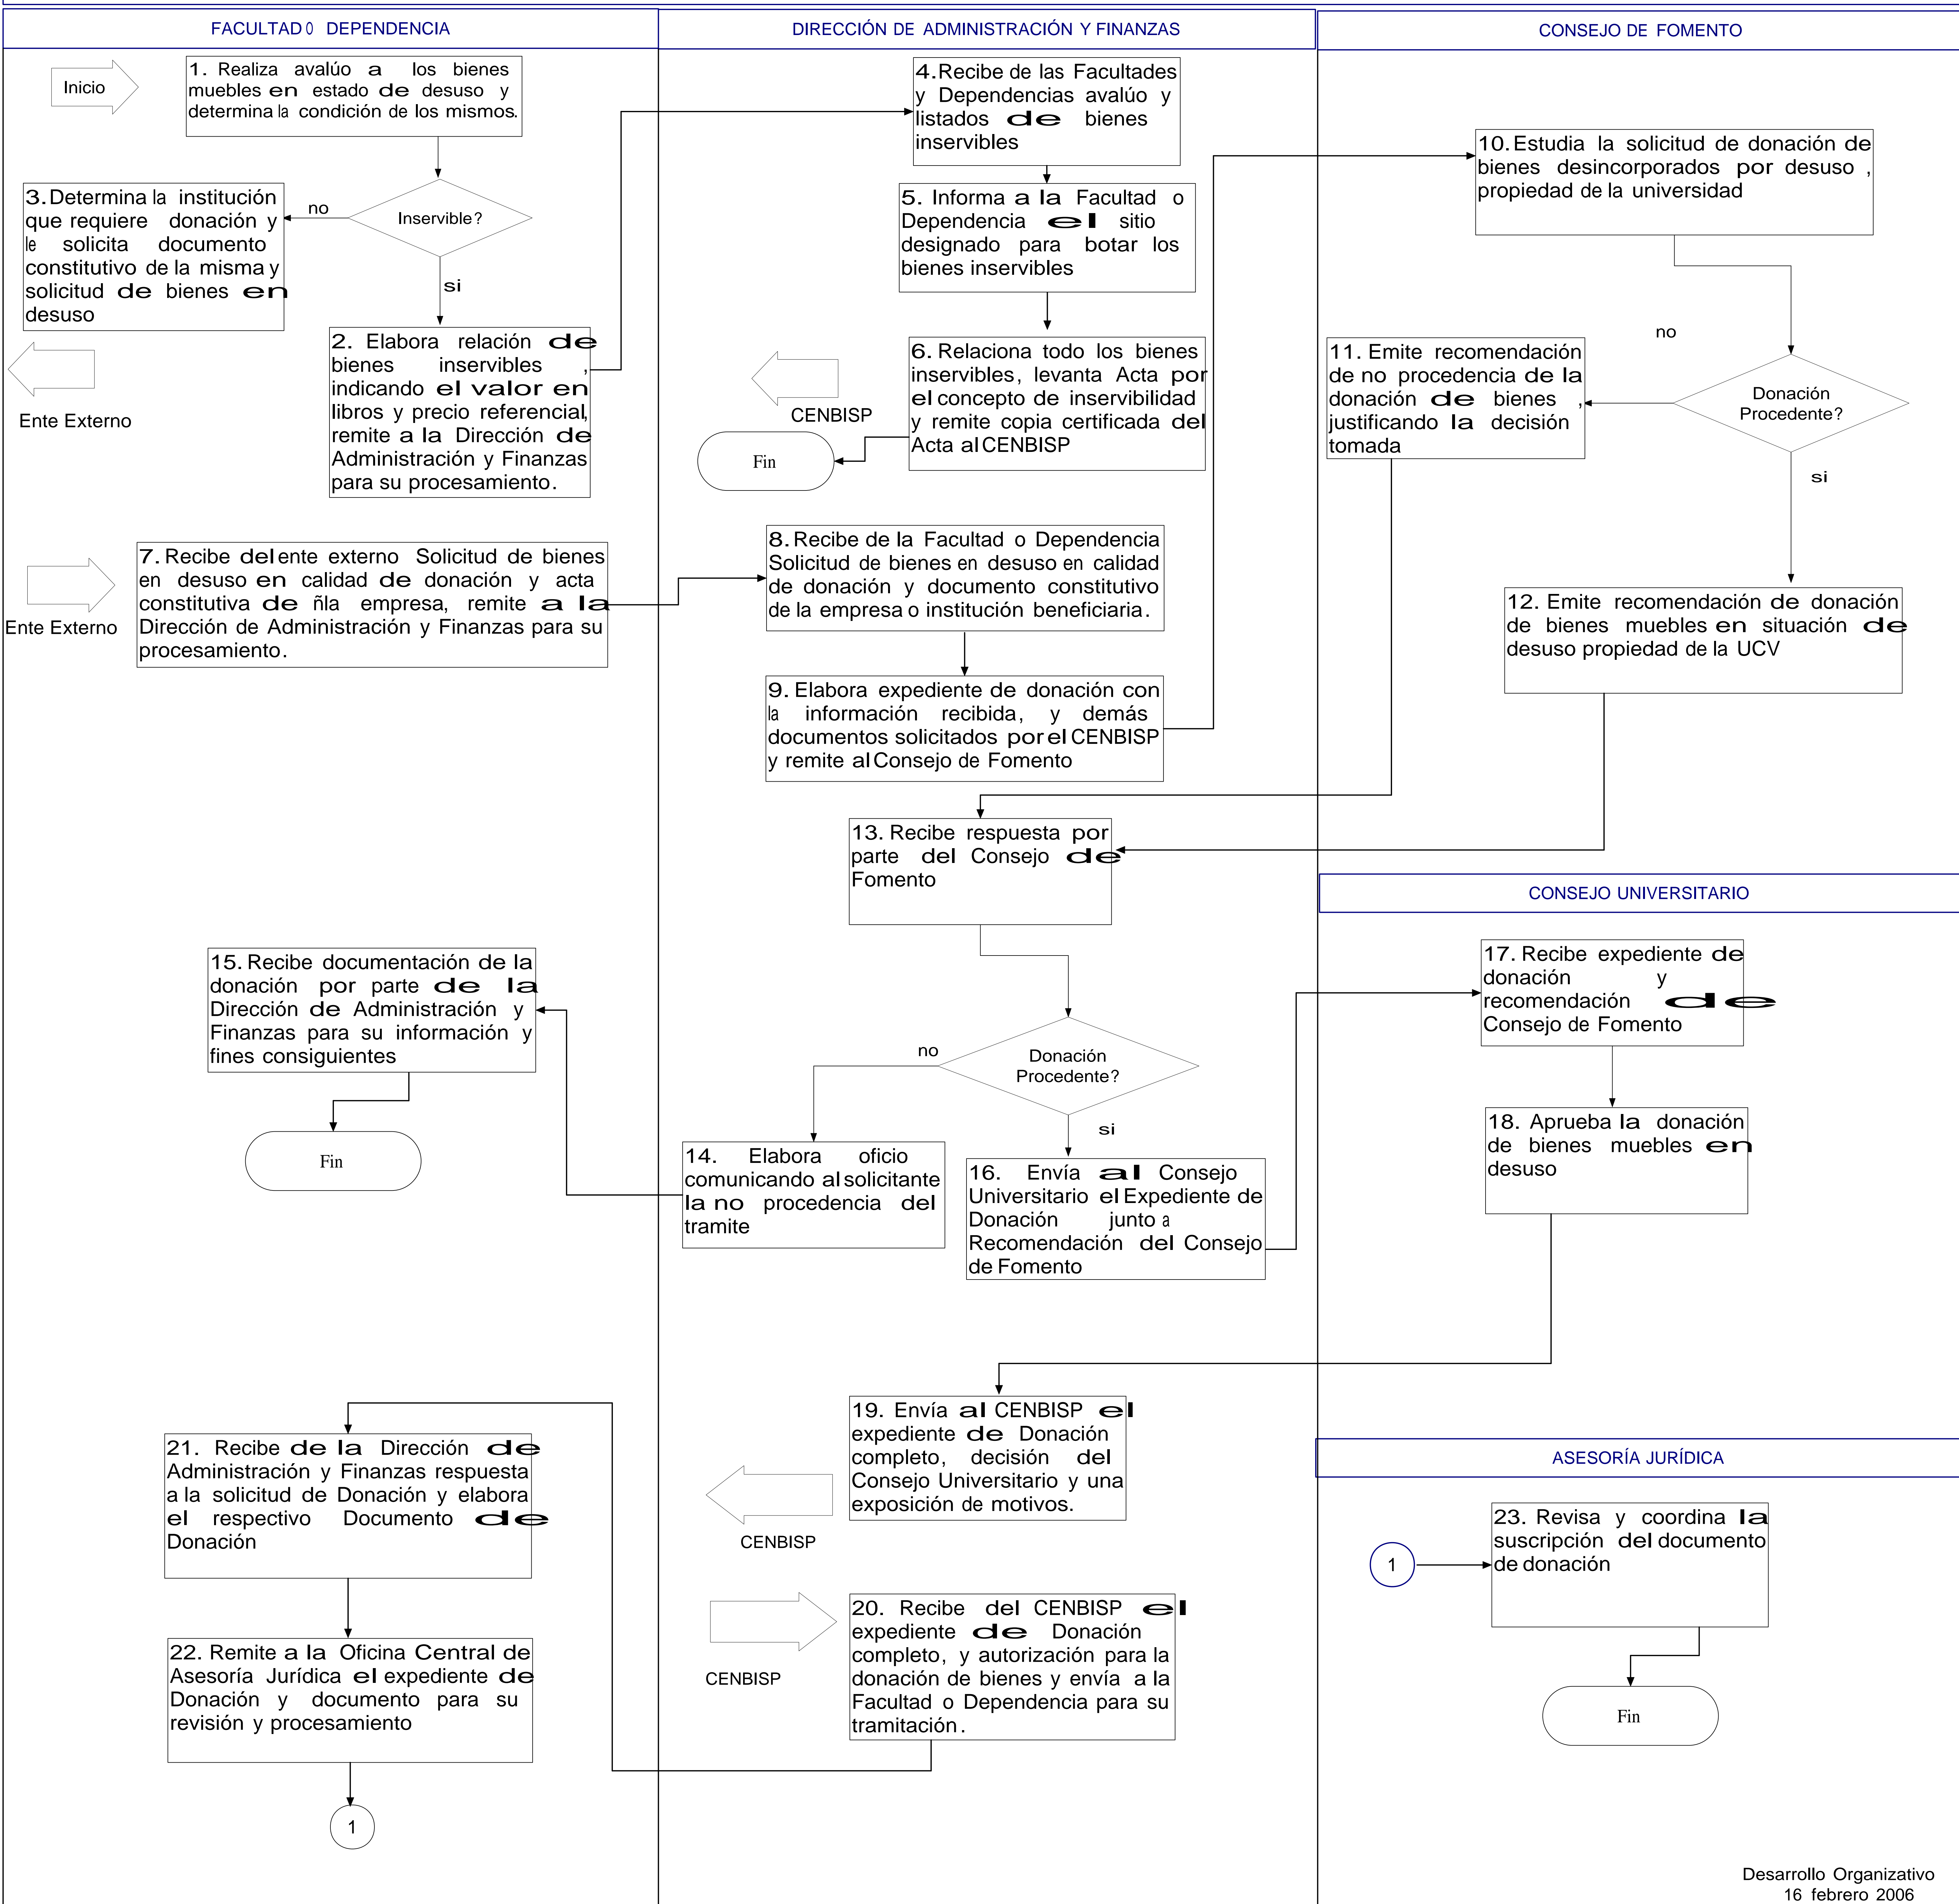 FACULTAD 0 DEPENDENCIA
DIRECCIÓN DE ADMINISTRACIÓN Y FINANZAS
CONSEJO DE FOMENTO
Inicio
1. Realiza avalúo a los bienes
muebles en estado de desuso y
determina la condición de los mismos.
Inservible?
no
si
3. Determina la institución
que requiere donación y
le solicita documento
constitutivo de la misma y
solicitud de bienes en
desuso
Ente Externo
2. Elabora relación de
bienes inservibles ,
indicando el valor en
libros y precio referencial,
remite a la Dirección de
Administración y Finanzas
para su procesamiento.
4. Recibe de las Facultades
y Dependencias avalúo y
listados de bienes
inservibles
5. Informa a la Facultad o
Dependencia el sitio
designado para botar los
bienes inservibles
6. Relaciona todo los bienes
inservibles, levanta Acta por
el concepto de inservibilidad
y remite copia certificada del
Acta al CENBISP
CENBISP
Fin
10. Estudia la solicitud de donación de
bienes desincorporados por desuso ,
propiedad de la universidad
no
Donación
Procedente?
si
11. Emite recomendación
de no procedencia de la
donación de bienes ,
justificando la decisión
tomada
12. Emite recomendación de donación
de bienes muebles en situación de
desuso propiedad de la UCV
Ente Externo
7. Recibe del ente externo Solicitud de bienes
en desuso en calidad de donación y acta
constitutiva de ñla empresa, remite a la
Dirección de Administración y Finanzas para su
procesamiento.
8. Recibe de la Facultad o Dependencia
Solicitud de bienes en desuso en calidad
de donación y documento constitutivo
de la empresa o institución beneficiaria.
9. Elabora expediente de donación con
la información recibida, y demás
documentos solicitados por el CENBISP
y remite al Consejo de Fomento
13. Recibe respuesta por
parte del Consejo de
Fomento
Donación
Procedente?
no
si
14. Elabora oficio
comunicando al solicitante
la no procedencia del
tramite
15. Recibe documentación de la
donación por parte de la
Dirección de Administración y
Finanzas para su información y
fines consiguientes
Fin
16. Envía al Consejo
Universitario el Expediente de
Donación junto a
Recomendación del Consejo
de Fomento
CONSEJO UNIVERSITARIO
17. Recibe expediente de
donación y
recomendación de
Consejo de Fomento
18. Aprueba la donación
de bienes muebles en
desuso
19. Envía al CENBISP el
expediente de Donación
completo, decisión del
Consejo Universitario y una
exposición de motivos.
CENBISP
20. Recibe del CENBISP el
expediente de Donación
completo, y autorización para la
donación de bienes y envía a la
Facultad o Dependencia para su
tramitación.
CENBISP
21. Recibe de la Dirección de
Administración y Finanzas respuesta
a la solicitud de Donación y elabora
el respectivo Documento de
Donación
22. Remite a la Oficina Central de
Asesoría Jurídica el expediente de
Donación y documento para su
revisión y procesamiento
1
ASESORÍA JURÍDICA
1
23. Revisa y coordina la
suscripción del documento
de donación
Fin
Desarrollo Organizativo
16 febrero 2006